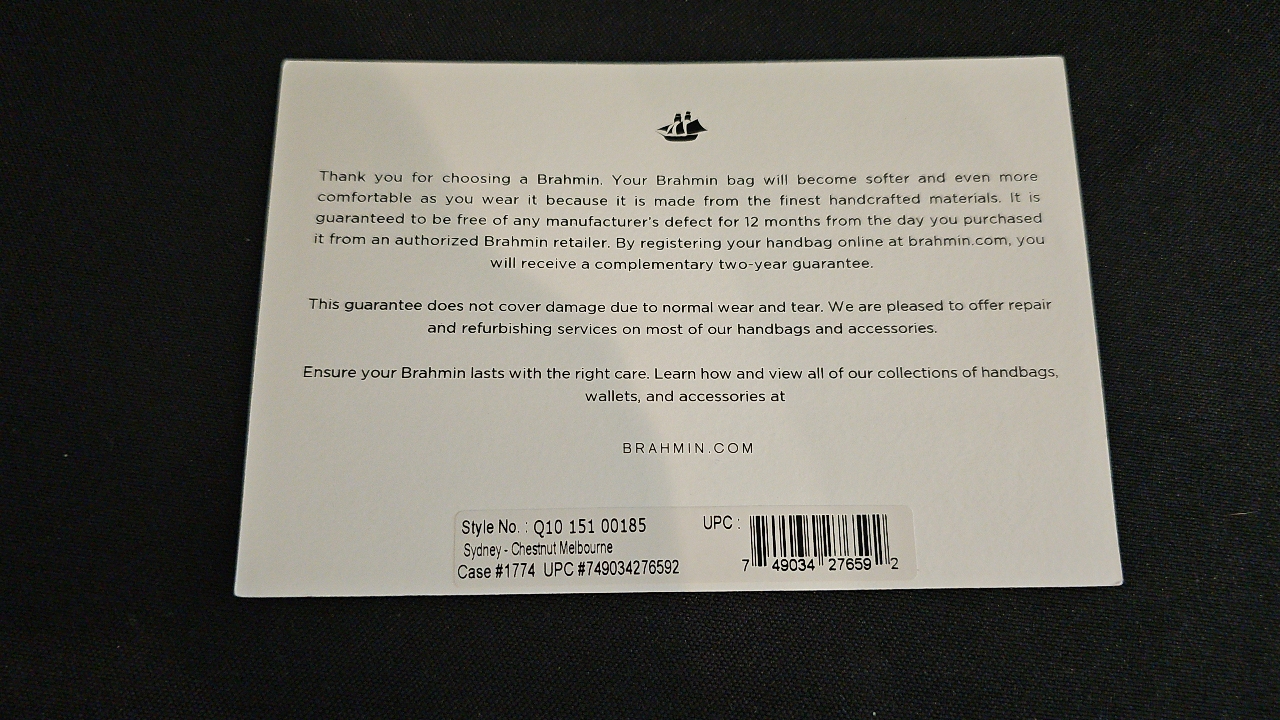 Thank you for choosing a Brahmin. Your Brahmin bag will become softer and even more
comfortable as you wear it because it is made from the finest handcrafted materials. It is
guaranteed to be free of any manufacturer's defect for 12 months from the day you purchased
it from an authorized Brahmin retailer. By registering your handbag online at brahmin.com, you
will receive a complementary two-year guarantee.
This guarantee does not cover damage due to normal wear and tear. We are pleased to offer repair
and refurbishing services on most of our handbags and accessories.
Ensure your Brahmin lasts with the right care. Learn how and view all of our collections of handbags,
wallets, and accessories at
BRAHMIN.COM
Style No. : Q10 151 00185
Sydney - Chestnut Melbourne
Case #1774 UPC #749034276592
UPC :
7 49034 27659 2